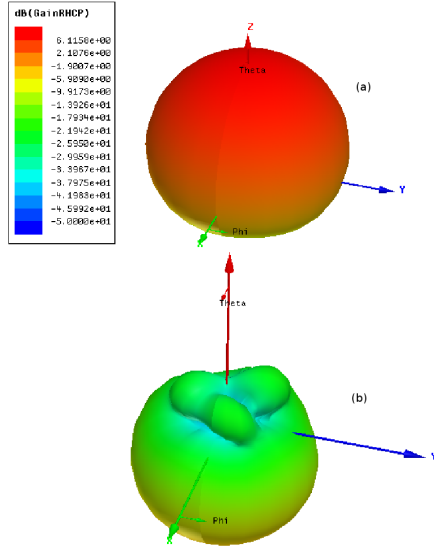 dB(GainRHCP)
6.1158e+00
2.1076e+00
-1.9007e+00
-5.9090e+00
-9.9173e+00
-1.3926e+01
-1.7934e+01
-2.1942e+01
-2.5950e+01
-2.9959e+01
-3.3967e+01
-3.7975e+01
-4.1983e+01
-4.5992e+01
-5.0000e+01
Z
Theta
(a)
Y
Phi
X
Theta
(b)
Y
Phi
X